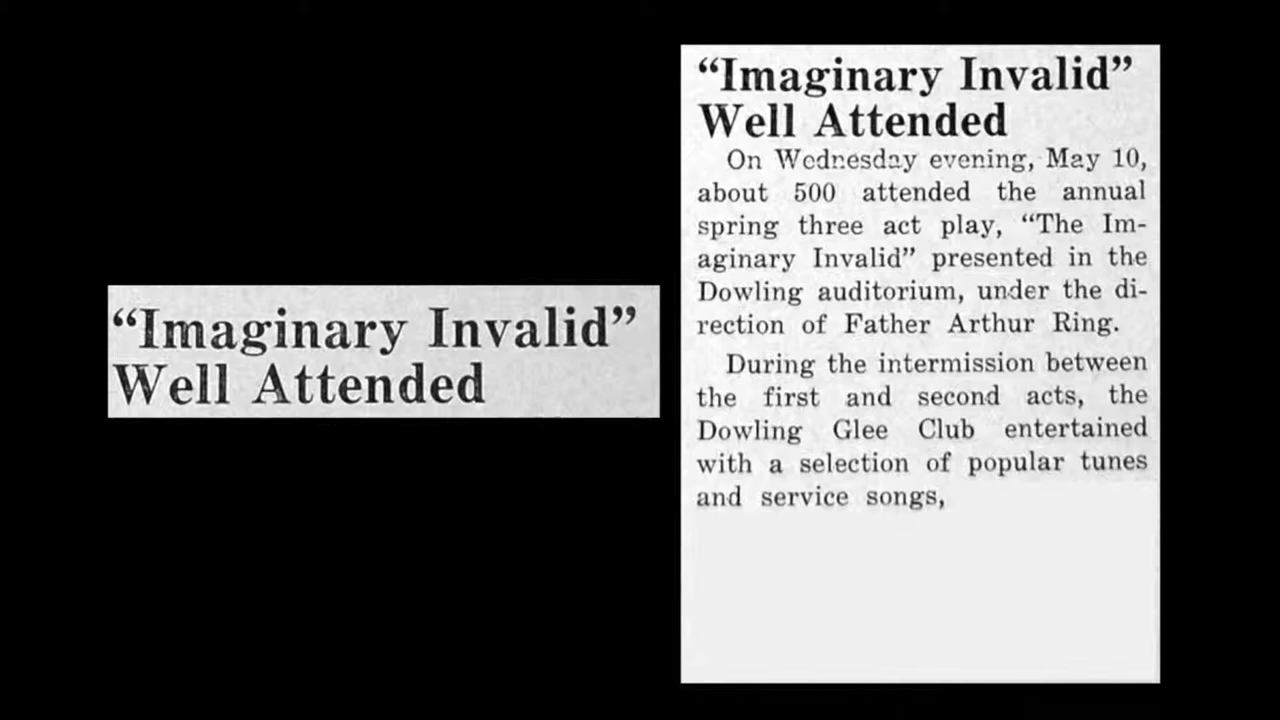 “Imaginary Invalid”
Well Attended
“Imaginary Invalid”
Well Attended
On Wednesday evening, May 10,
about 500 attended the annual
spring three act play, “The Im-
aginary Invalid” presented in the
Dowling auditorium, under the di-
rection of Father Arthur Ring.
During the intermission between
the first and second acts, the
Dowling Glee Club entertained
with a selection of popular tunes
and service songs,